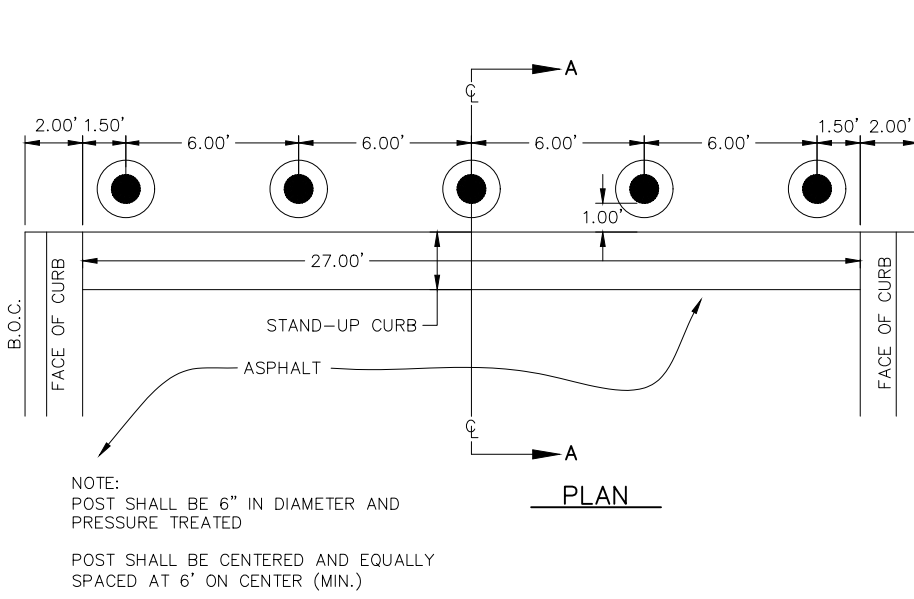 A
℄
2.00' 1.50' 6.00' 6.00' 6.00' 6.00' 1.50' 2.00'
1.00'
27.00'
B.O.C.
FACE OF CURB
FACE OF CURB
STAND-UP CURB
ASPHALT
℄
A
NOTE:
POST SHALL BE 6" IN DIAMETER AND
PRESSURE TREATED
POST SHALL BE CENTERED AND EQUALLY
SPACED AT 6' ON CENTER (MIN.)
PLAN